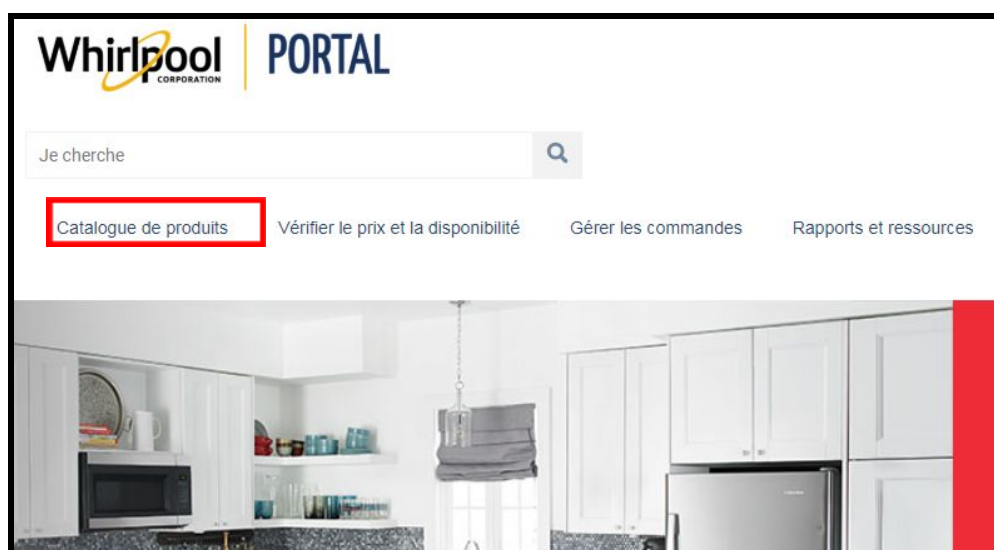 Whirlpool
CORPORATION
PORTAL
Je cherche
Catalogue de produits Vérifier le prix et la disponibilité Gérer les commandes Rapports et ressources